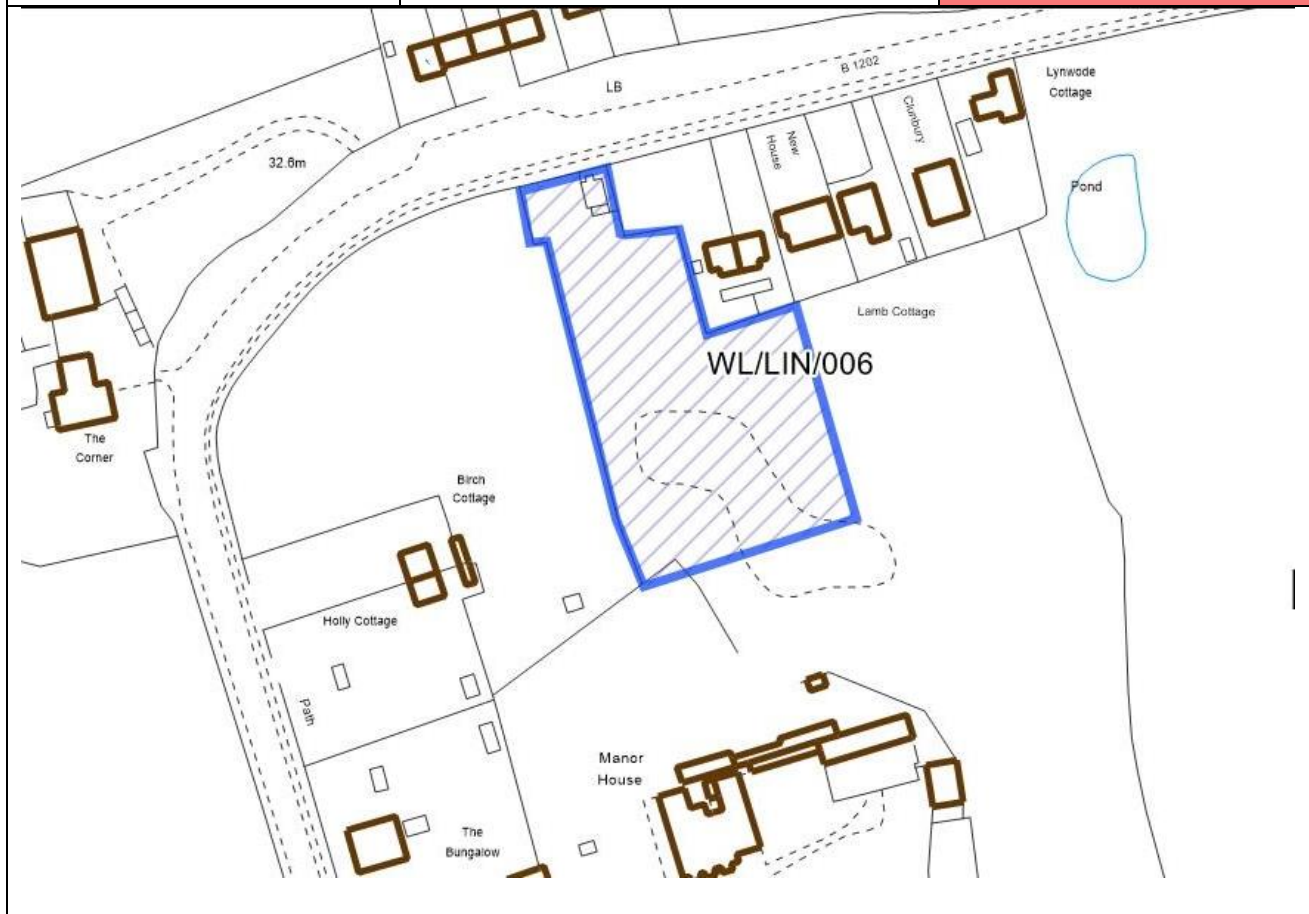 B 1202
LB
Lynwode
Cottage
32.6m
New
House
Clunbury
Pond
Lamb Cottage
WL/LIN/006
The
Corner
Birch
Cottage
Holly Cottage
Path
Manor
House
The
Bungalow